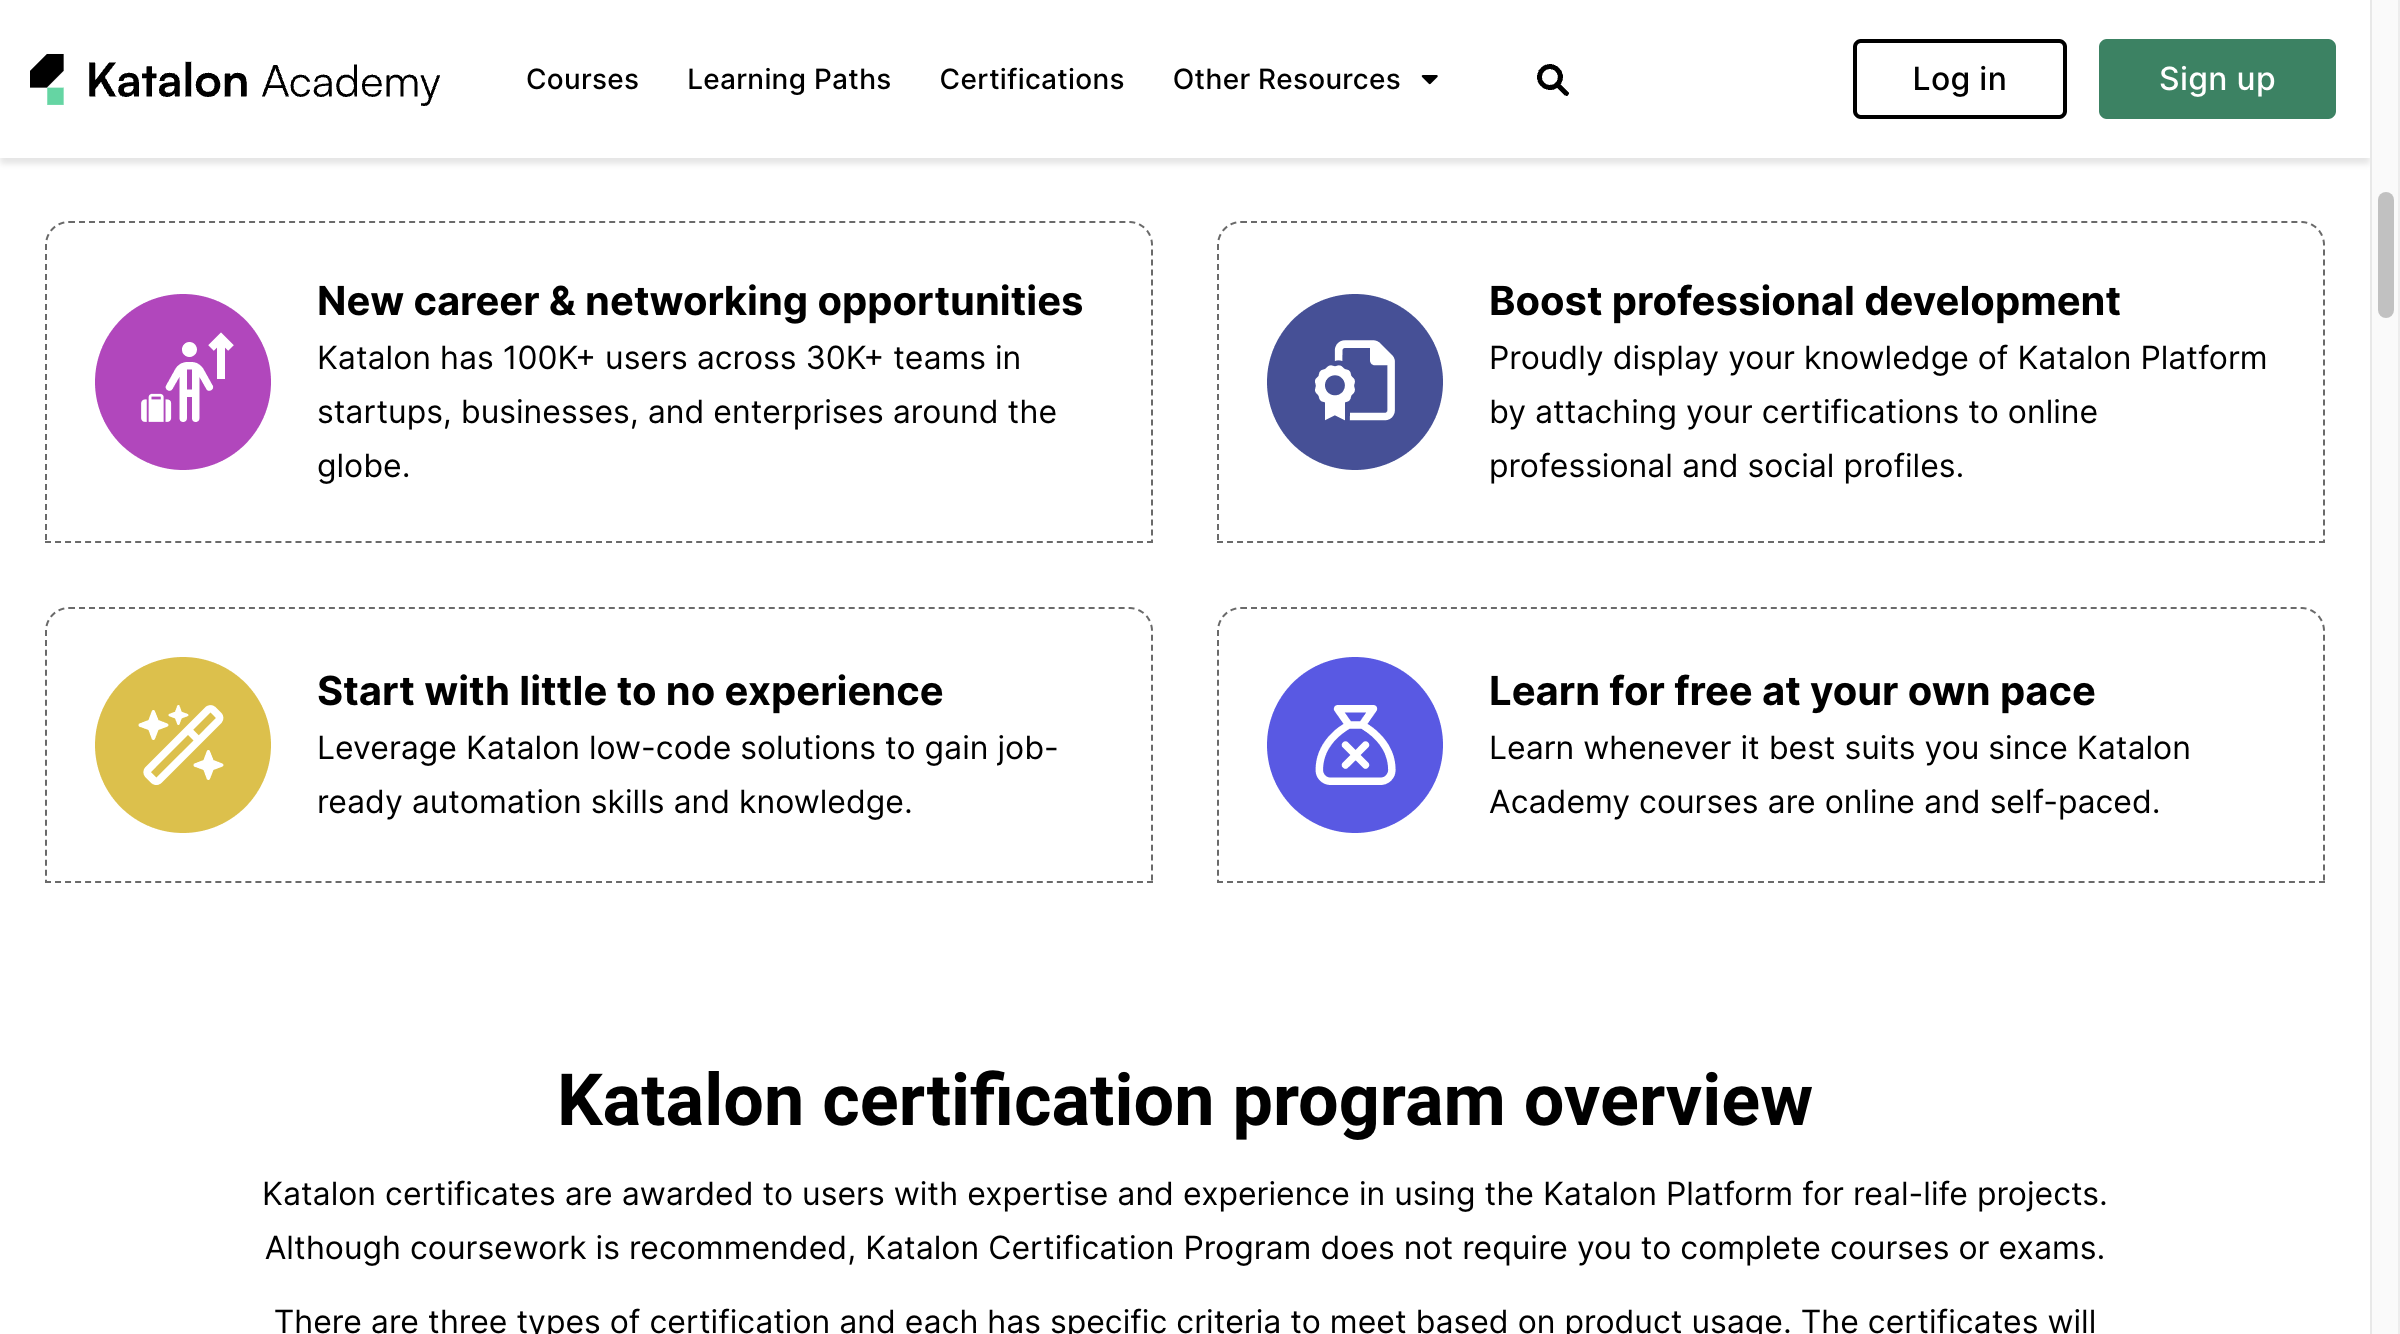 Katalon Academy
Courses
Learning Paths
Certifications
Other Resources
Log in
Sign up
New career & networking opportunities
Katalon has 100K+ users across 30K+ teams in
startups, businesses, and enterprises around the
globe.
Boost professional development
Proudly display your knowledge of Katalon Platform
by attaching your certifications to online
professional and social profiles.
Start with little to no experience
Leverage Katalon low-code solutions to gain job-
ready automation skills and knowledge.
Learn for free at your own pace
Learn whenever it best suits you since Katalon
Academy courses are online and self-paced.
Katalon certification program overview
Katalon certificates are awarded to users with expertise and experience in using the Katalon Platform for real-life projects.
Although coursework is recommended, Katalon Certification Program does not require you to complete courses or exams.
There are three types of certification and each has specific criteria to meet based on product usage. The certificates will